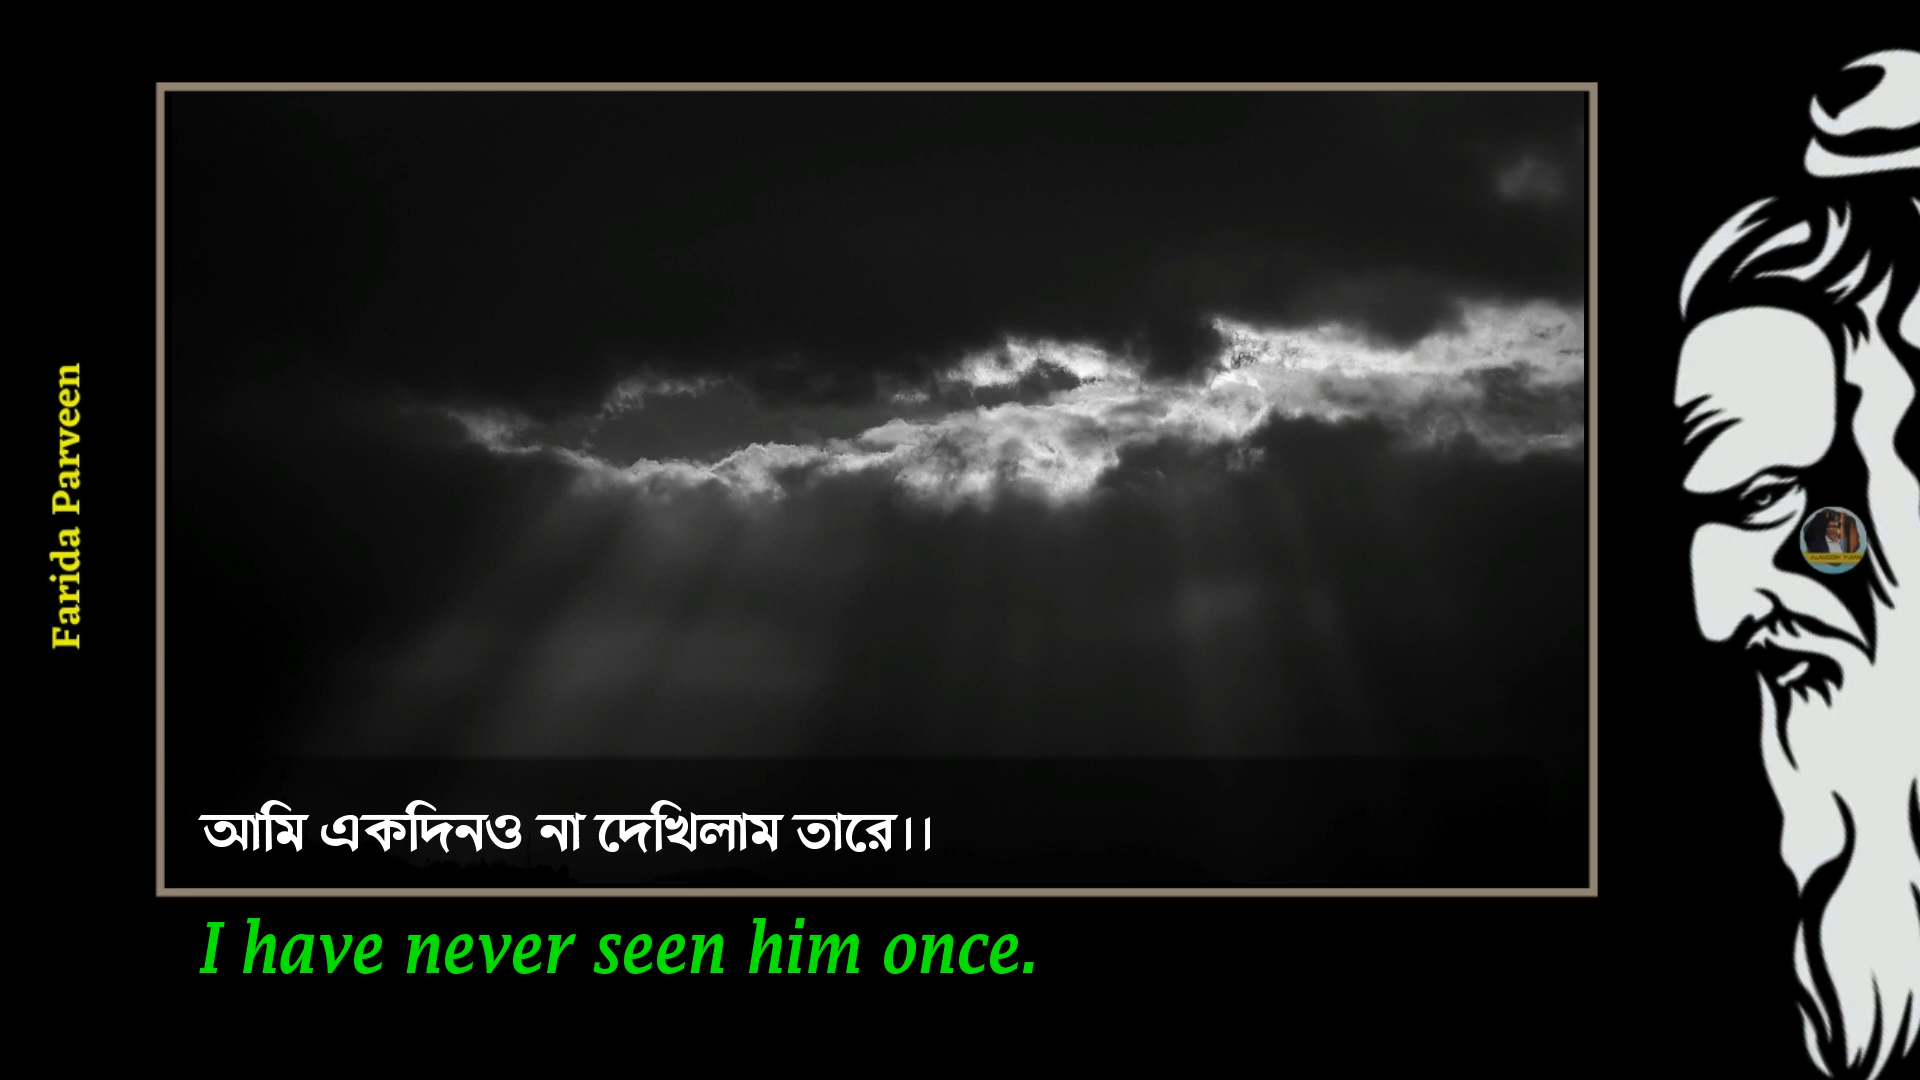 Farida Parveen
আমি একদিনও না দেখিলাম তারে।।
I have never seen him once.